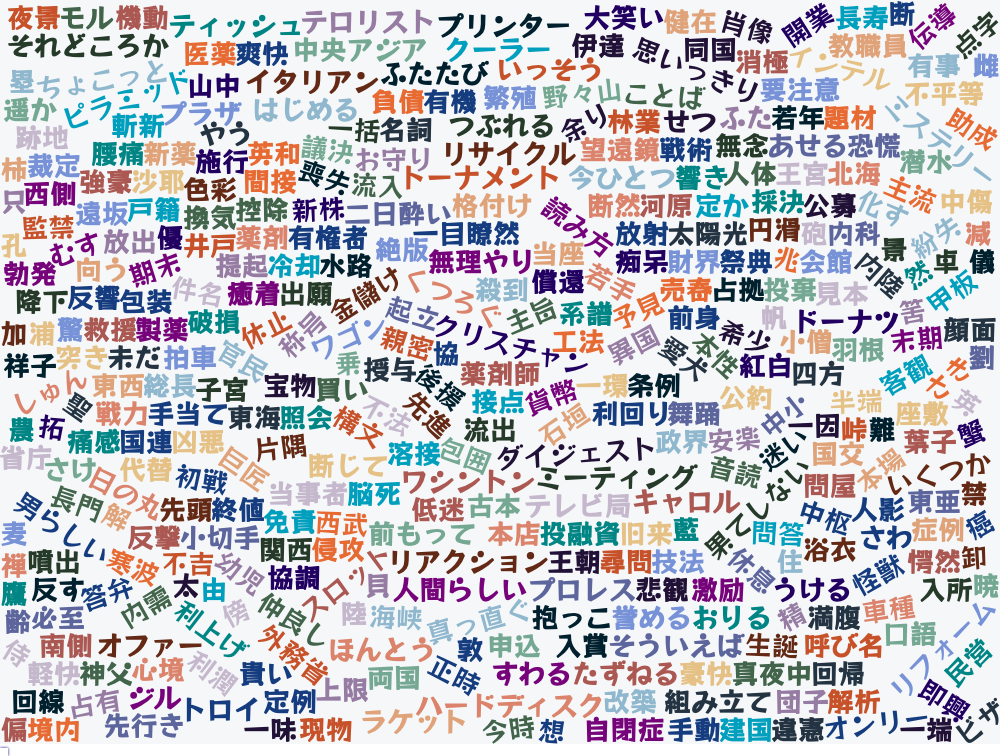 夜景 モル 機動 ティッシュ テロリスト プリンター 大笑い 健在 肖像 開業 長寿 断 伝導 点字
それどころか 医薬 爽快 中央アジア クーラー 伊達 思いっきり 同国 消極 インテル 教職員 有事 雌
塁 ちょこっと ピラニッド 山中 イタリアン ふたたび いっそう 要注意 不平等
遥か プラザ はじめる 負債 有機 繁殖 野々山 ことば ミステリー 助成
跡地 斬新 やう 一括 名詞 つぶれる 余り 林業 せつ ふた 若年 題材
柿 裁定 腰痛 新薬 施行 英和 議決 お守り リサイクル 望遠鏡 戦術 無念 あせる 恐慌 潜水
只 西側 強豪 沙耶 色彩 間接 喪失 流入 トーナメント 今ひとつ 響き 人体 王宮 北海 主流 中傷
監禁 遠坂 戸籍 換気 控除 新株 二日酔い 格付け 読み方 断然 河原 定か 採決 公募 化す 紛失 減
孔 むす 放出 優 井戸 薬剤 有権者 絶版 一目瞭然 当座 放射 太陽光 円滑 砲 内科 景 然 卓 儀
勃発 向う 期末 提起 冷却 水路 無理やり 償還 若手 痴呆 財界 祭典 兆 会館 内陸 甲板
降下 反響 包装 件名 癒着 出願 金儲け くつろぐ 殺到 主旨 系譜 予見 売春 占拠 投棄 見本 筈
加 浦 驚 救援 製薬 破損 休止 称号 ワゴン 起立 クリスチャン 工法 異国 前身 希少 帆 ドーナツ 末期 顔面
祥子 突き 未だ 拍車 官民 乗 親密 協 薬剤師 愛犬 本性 紅白 小僧 羽根 四方 客観 劉
しゅん 聖 東西 総長 子宮 宝物 買い 授与 後援 接点 貨幣 一環 条例 公約 半端 座敷 さき 英
農 拓 戦力 手当て 東海 照会 構文 不法 先進 流出 石垣 利回り 舞踊 中小 一因 峠 難 葉子 蟹
省庁 痛感 国連 凶悪 片隅 溶接 包囲 ダイジェスト 政界 安楽 迷い 国父 本場 いくつか
さけ 日の丸 代替 初戦 巨匠 断じて ワシントン ミーティング 音読 果てしない 問屋 人影 東亜 禁
男らしい 長門 解 先頭 終値 当事者 脳死 低迷 古本 テレビ局 キャロル 中枢 さわ 症例 癌
麦 反撃 小切手 免責 西武 前もって 本店 投融資 旧来 藍 問答 浴衣 愕然 卸
禅 噴出 寒波 不吉 幼児 関西 侵攻 スロット リアクション 王朝 尋問 技法 休息 住 怪獣 入所 暁
鷹 反す 答弁 太 由 協調 貝 人間らしい プロレス 悲観 激励 うける 精 満腹 車種
齢 必至 内需 利上げ 傍 仲良し 陸 海峡 真っ直ぐ 抱っこ 誉める おりる 口語 リフォーム
侍 南側 オファー 外務省 ほんとう 敦 申込 入賞 そういえば 生誕 呼び名 民営
軽快 神父 心境 利潤 貴い 上限 両国 正時 すわる たずねる 豪快 真夜中 回帰
回線 占有 ジル トロイ 定例 ハードディスク 改築 組み立て 団子 解析 即興 ビザ
偏 境内 先行き 一味 現物 ラケット 今時 想 自閉症 手動 建国 違憲 オンリー 一端